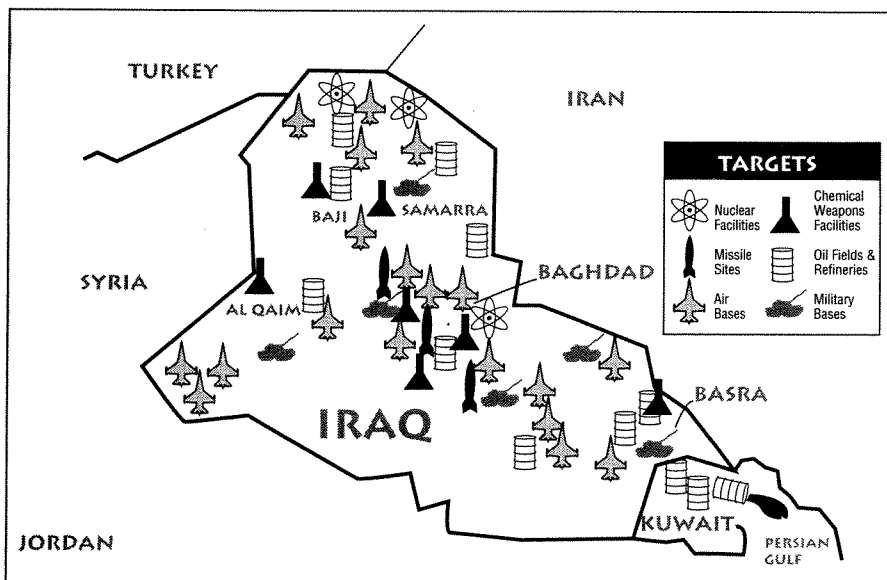 TURKEY
IRAN
TARGETS
Nuclear
Facilities
Chemical
Weapons
Facilities
Missile
Sites
Oil Fields &
Refineries
Air
Bases
Military
Bases
BAJI
SAMARRA
SYRIA
BAGHDAD
AL QAIM
IRAQ
BASRA
KUWAIT
JORDAN
PERSIAN
GULF